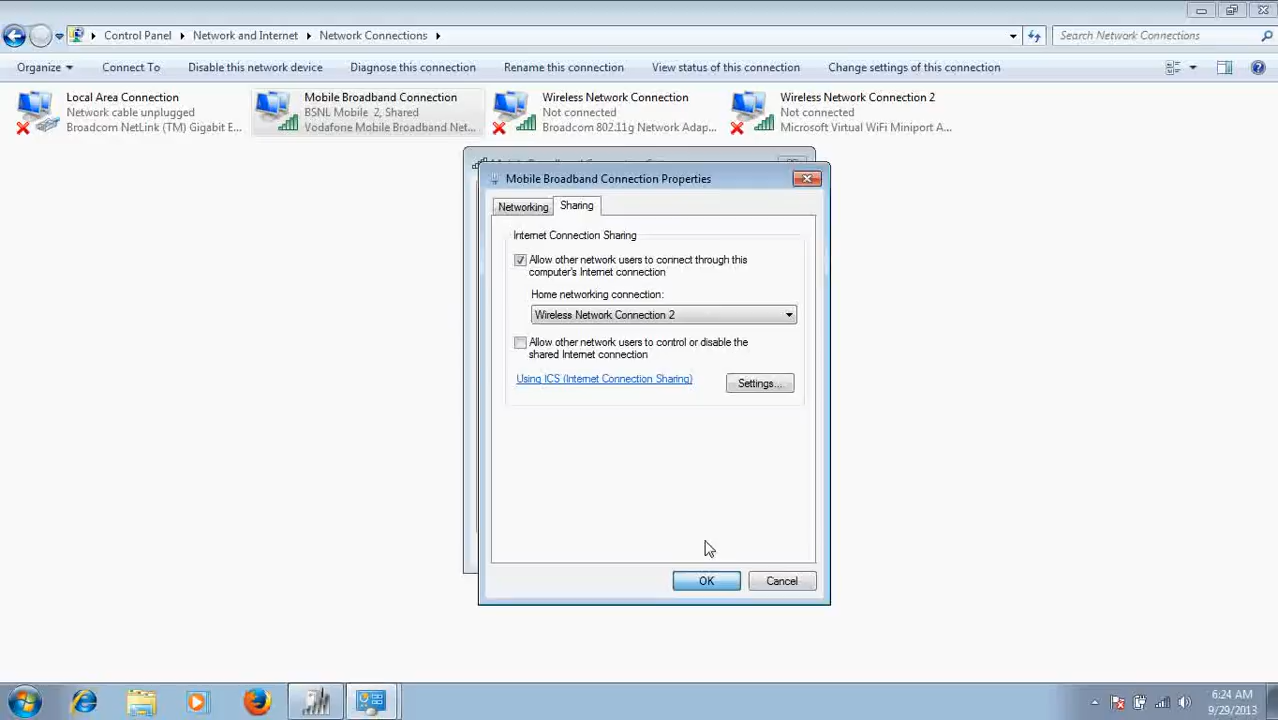 Control Panel
Network and Internet
Network Connections
Search Network Connections
Organize
Connect To
Disable this network device
Diagnose this connection
Rename this connection
View status of this connection
Change settings of this connection
Local Area Connection
Network cable unplugged
Broadcom NetLink (TM) Gigabit E...
Mobile Broadband Connection
BSNL Mobile 2, Shared
Vodafone Mobile Broadband Net...
Wireless Network Connection
Not connected
Broadcom 802.11g Network Adap...
Wireless Network Connection 2
Not connected
Microsoft Virtual WiFi Miniport A...
Mobile Broadband Connection Properties
Networking
Sharing
Internet Connection Sharing
Allow other network users to connect through this
computer's Internet connection
Home networking connection:
Wireless Network Connection 2
Allow other network users to control or disable the
shared Internet connection
Using ICS (Internet Connection Sharing)
Settings...
OK
Cancel
6:24 AM
9/29/2013